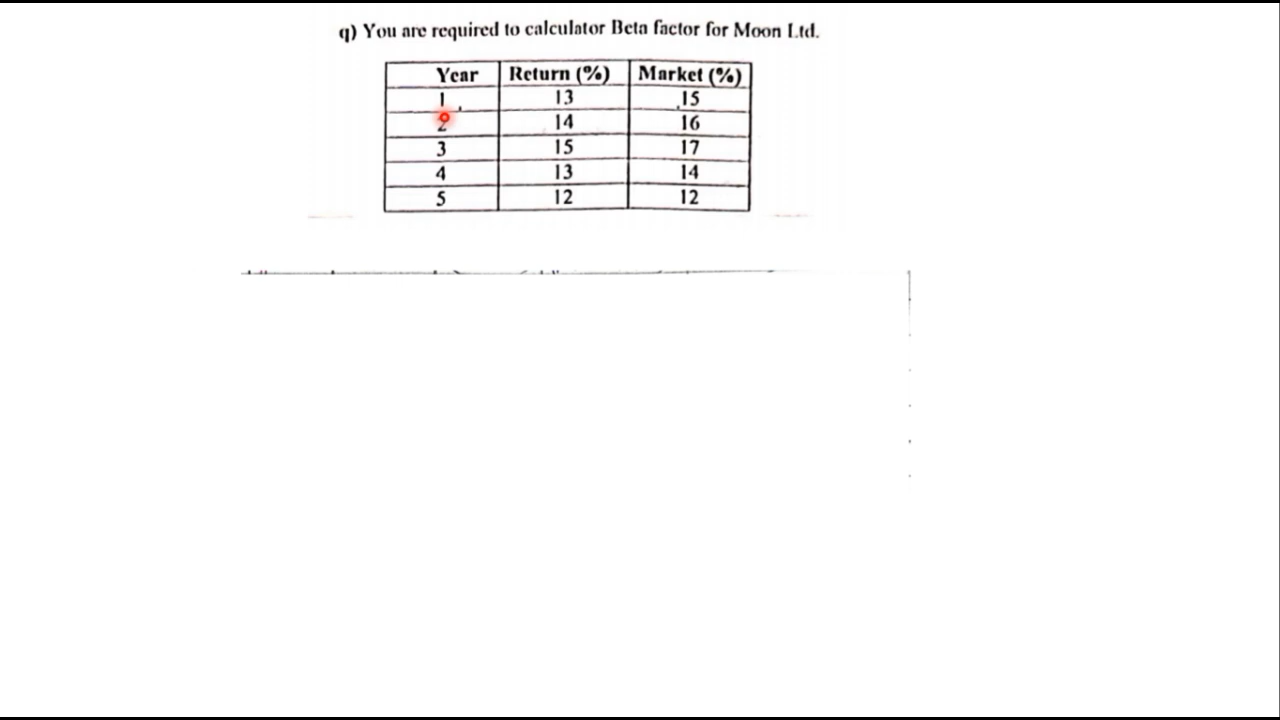 q) You are required to calculator Beta factor for Moon Ltd.
Year Return (%) Market (%)
1 13 15
2 14 16
3 15 17
4 13 14
5 12 12